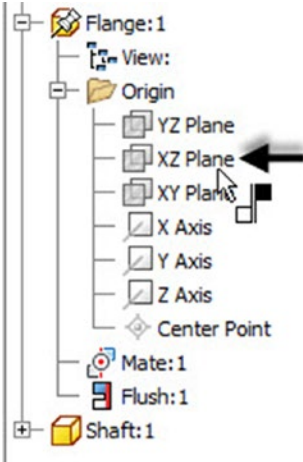 Flange:1
View:
Origin
YZ Plane
XZ Plane
XY Plane
X Axis
Y Axis
Z Axis
Center Point
Mate:1
Flush:1
Shaft:1